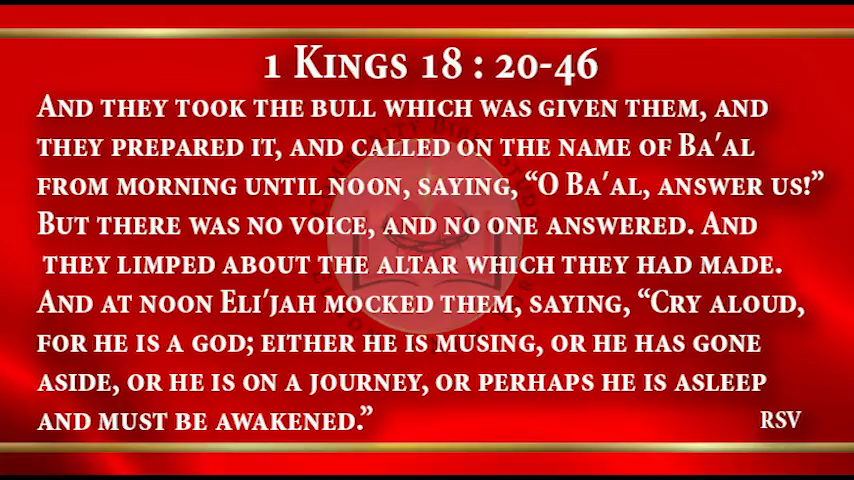 1 Kings 18 : 20-46
And they took the bull which was given them, and
they prepared it, and called on the name of Ba′al
from morning until noon, saying, “O Ba′al, answer us!”
But there was no voice, and no one answered. And
they limped about the altar which they had made.
And at noon Eli′jah mocked them, saying, “Cry aloud,
for he is a god; either he is musing, or he has gone
aside, or he is on a journey, or perhaps he is asleep
and must be awakened.”
RSV